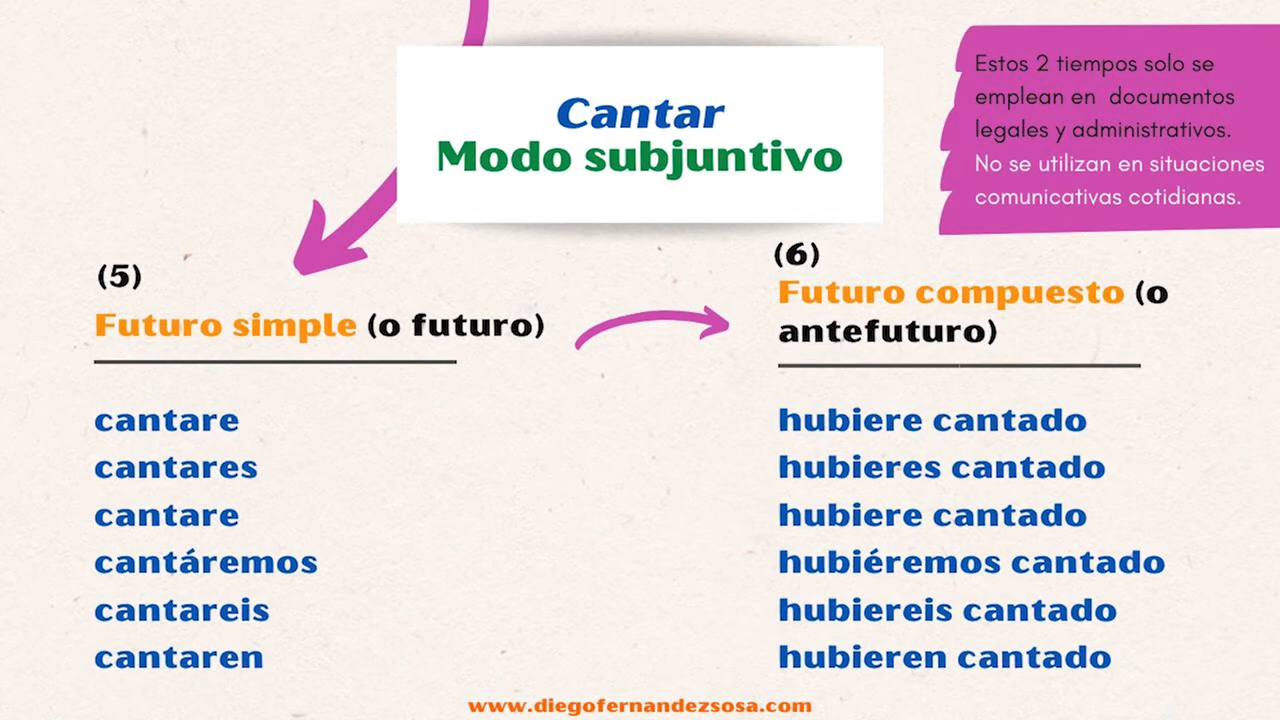 Cantar
Modo subjuntivo
Estos 2 tiempos solo se
emplean en documentos
legales y administrativos.
No se utilizan en situaciones
comunicativas cotidianas.
(5)
Futuro simple (o futuro)
cantare
cantares
cantare
cantáremos
cantareis
cantaren
(6)
Futuro compuesto (o
antefuturo)
hubiere cantado
hubieres cantado
hubiere cantado
hubiéremos cantado
hubiereis cantado
hubieren cantado
www.diegofernandezsosa.com